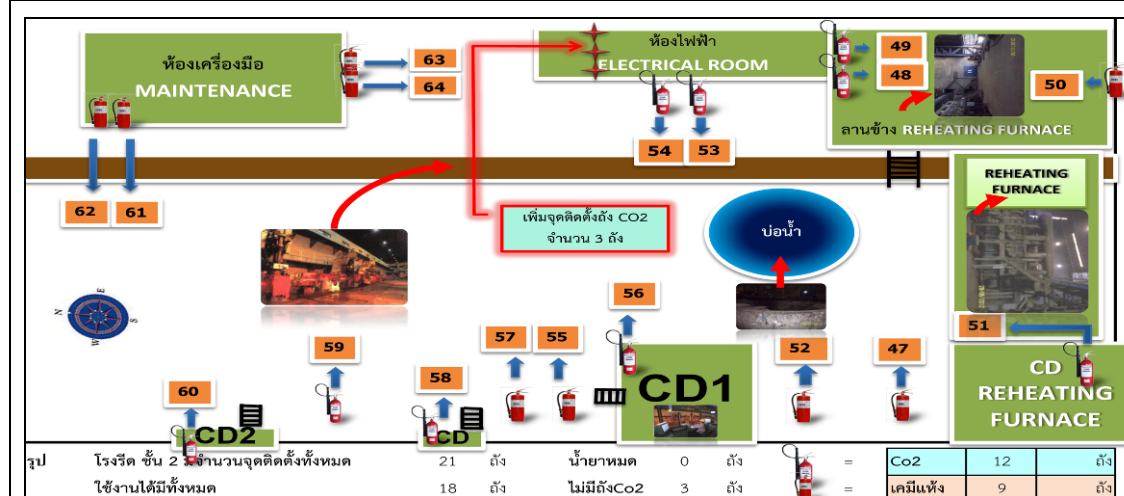 ห้องเครื่องมือ
MAINTENANCE
63
64
ห้องไฟฟ้า
ELECTRICAL ROOM
49
48
50
ลานข้าง REHEATING FURNACE
54
53
62
61
เพิ่มจุดติดตั้งถัง CO2
จำนวน 3 ถัง
บ่อน้ำ
REHEATING
FURNACE
N
E
S
W
56
51
57
55
59
52
47
58
60
CD1
CD
REHEATING
FURNACE
CD2
CD
รูป โรงรีด ชั้น 2 มีจำนวนจุดติดตั้งทั้งหมด 21 ถัง น้ำยาหมด 0 ถัง = Co2 12 ถัง
ใช้งานได้มีทั้งหมด 18 ถัง ไม่มีถังCo2 3 ถัง = เคมีแห้ง 9 ถัง